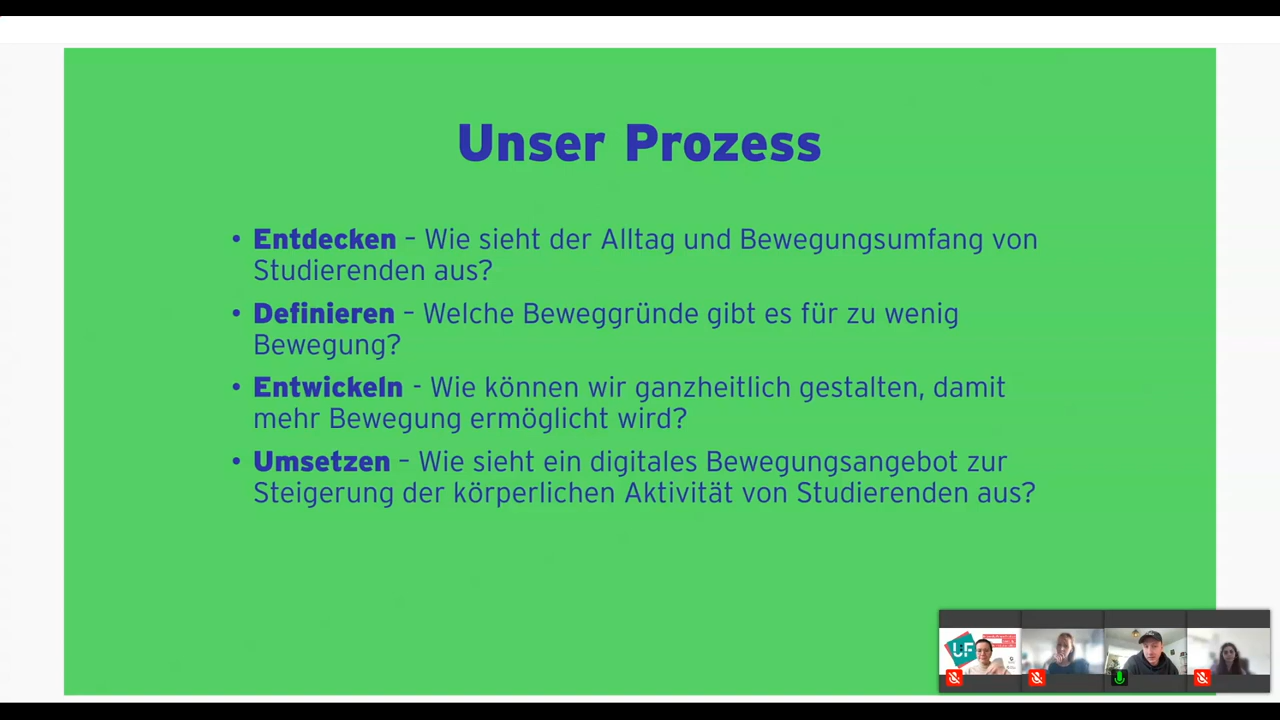 Unser Prozess
• Entdecken – Wie sieht der Alltag und Bewegungsumfang von
Studierenden aus?
• Definieren – Welche Beweggründe gibt es für zu wenig
Bewegung?
• Entwickeln - Wie können wir ganzheitlich gestalten, damit
mehr Bewegung ermöglicht wird?
• Umsetzen – Wie sieht ein digitales Bewegungsangebot zur
Steigerung der körperlichen Aktivität von Studierenden aus?